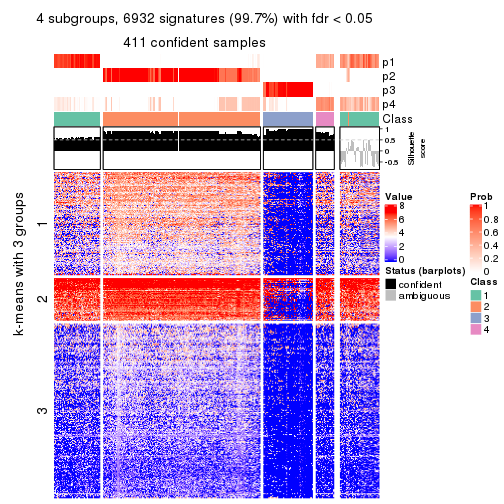 4 subgroups, 6932 signatures (99.7%) with fdr < 0.05
411 confident samples
p1
p2
p3
p4
Class
1
0.5
0
-0.5
Silhouette
score
k-means with 3 groups
1
2
3
Value
8
6
4
2
0
Status (barplots)
confident
ambiguous
Prob
1
0.8
0.6
0.4
0.2
0
Class
1
2
3
4